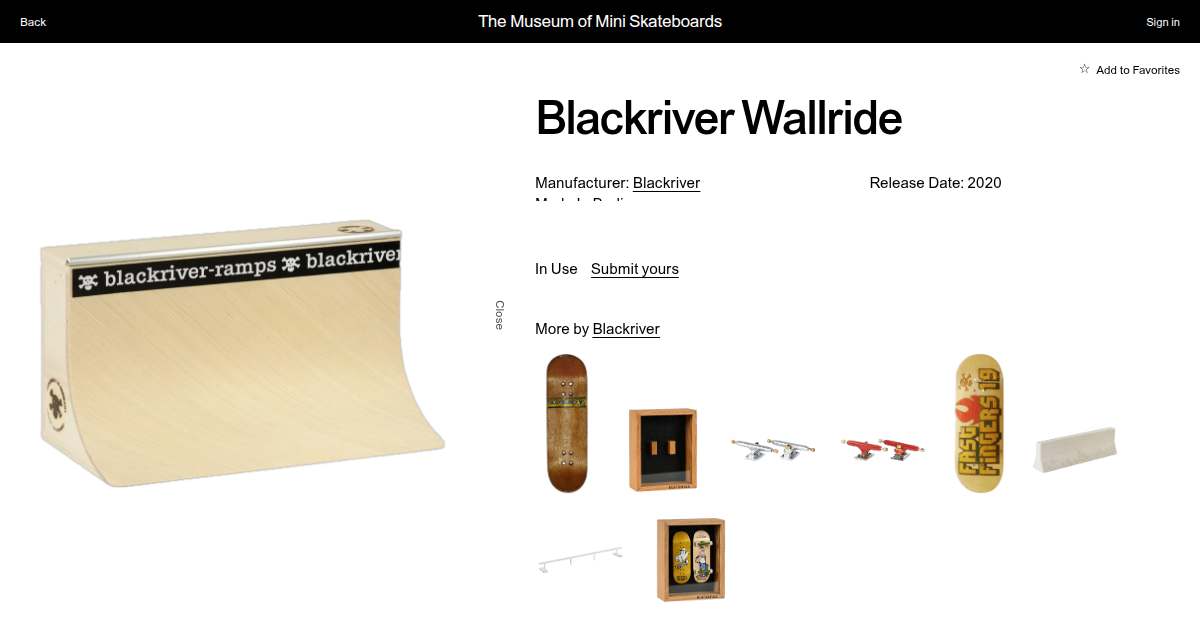 Back
The Museum of Mini Skateboards
Sign in
☆ Add to Favorites
Blackriver Wallride
Manufacturer: Blackriver
Release Date: 2020
In Use Submit yours
Close
More by Blackriver
blackriver-ramps blackriver
FAST FINGERS 19